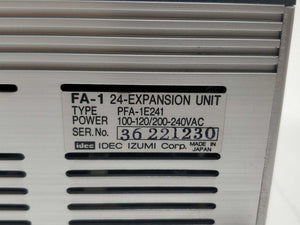 FA-1 24-EXPANSION UNIT
TYPE PFA-1E241
POWER 100-120/200-240VAC
SER.No. 36 221230
idec IDEC IZUMI Corp. MADE IN
JAPAN